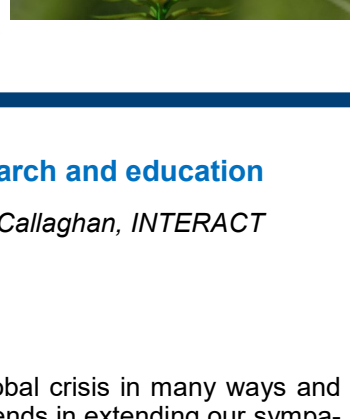 arch and education
Callaghan, INTERACT
obal crisis in many ways and
ends in extending our sympa-